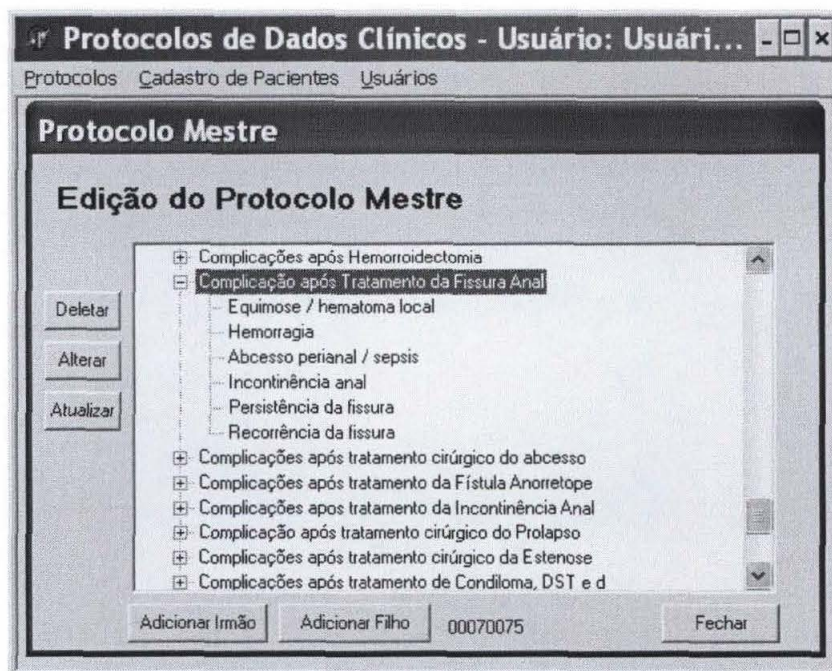 Protocolos de Dados Clínicos - Usuário: Usuári...
Protocolos Cadastro de Pacientes Usuários
Protocolo Mestre
Edição do Protocolo Mestre
Complicações após Hemorroidectomia
Complicação após Tratamento da Fissura Anal
Equimose / hematoma local
Hemorragia
Abcesso perianal / sepsis
Incontinência anal
Persistência da fissura
Recorrência da fissura
Complicações após tratamento cirúrgico do abcesso
Complicações após tratamento da Fístula Anorretope
Complicações apos tratamento da Incontinência Anal
Complicação após tratamento cirúrgico do Prolapso
Complicações após tratamento cirúrgico da Estenose
Complicações após tratamento de Condiloma, DST e d
Deletar
Alterar
Atualizar
Adicionar Irmão Adicionar Filho 00070075 Fechar